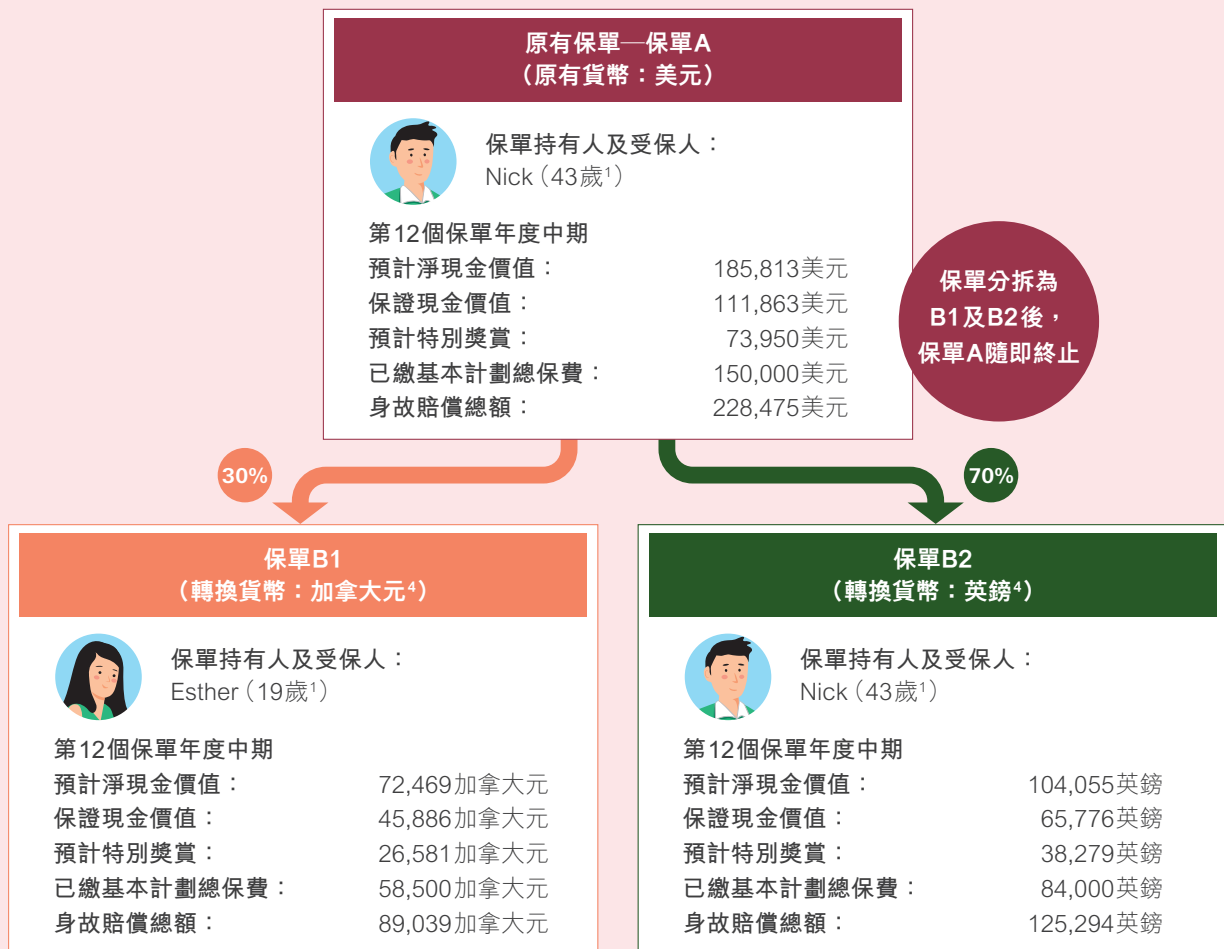 原有保單—保單A
（原有貨幣：美元）
保單持有人及受保人：
Nick（43歲¹）
第12個保單年度中期
預計淨現金價值： 185,813美元
保證現金價值： 111,863美元
預計特別獎賞： 73,950美元
已繳基本計劃總保費： 150,000美元
身故賠償總額： 228,475美元
保單分拆為
B1及B2後，
保單A隨即終止
30%
70%
保單B1
（轉換貨幣：加拿大元⁴）
保單持有人及受保人：
Esther（19歲¹）
第12個保單年度中期
預計淨現金價值： 72,469加拿大元
保證現金價值： 45,886加拿大元
預計特別獎賞： 26,581加拿大元
已繳基本計劃總保費： 58,500加拿大元
身故賠償總額： 89,039加拿大元
保單B2
（轉換貨幣：英鎊⁴）
保單持有人及受保人：
Nick（43歲¹）
第12個保單年度中期
預計淨現金價值： 104,055英鎊
保證現金價值： 65,776英鎊
預計特別獎賞： 38,279英鎊
已繳基本計劃總保費： 84,000英鎊
身故賠償總額： 125,294英鎊